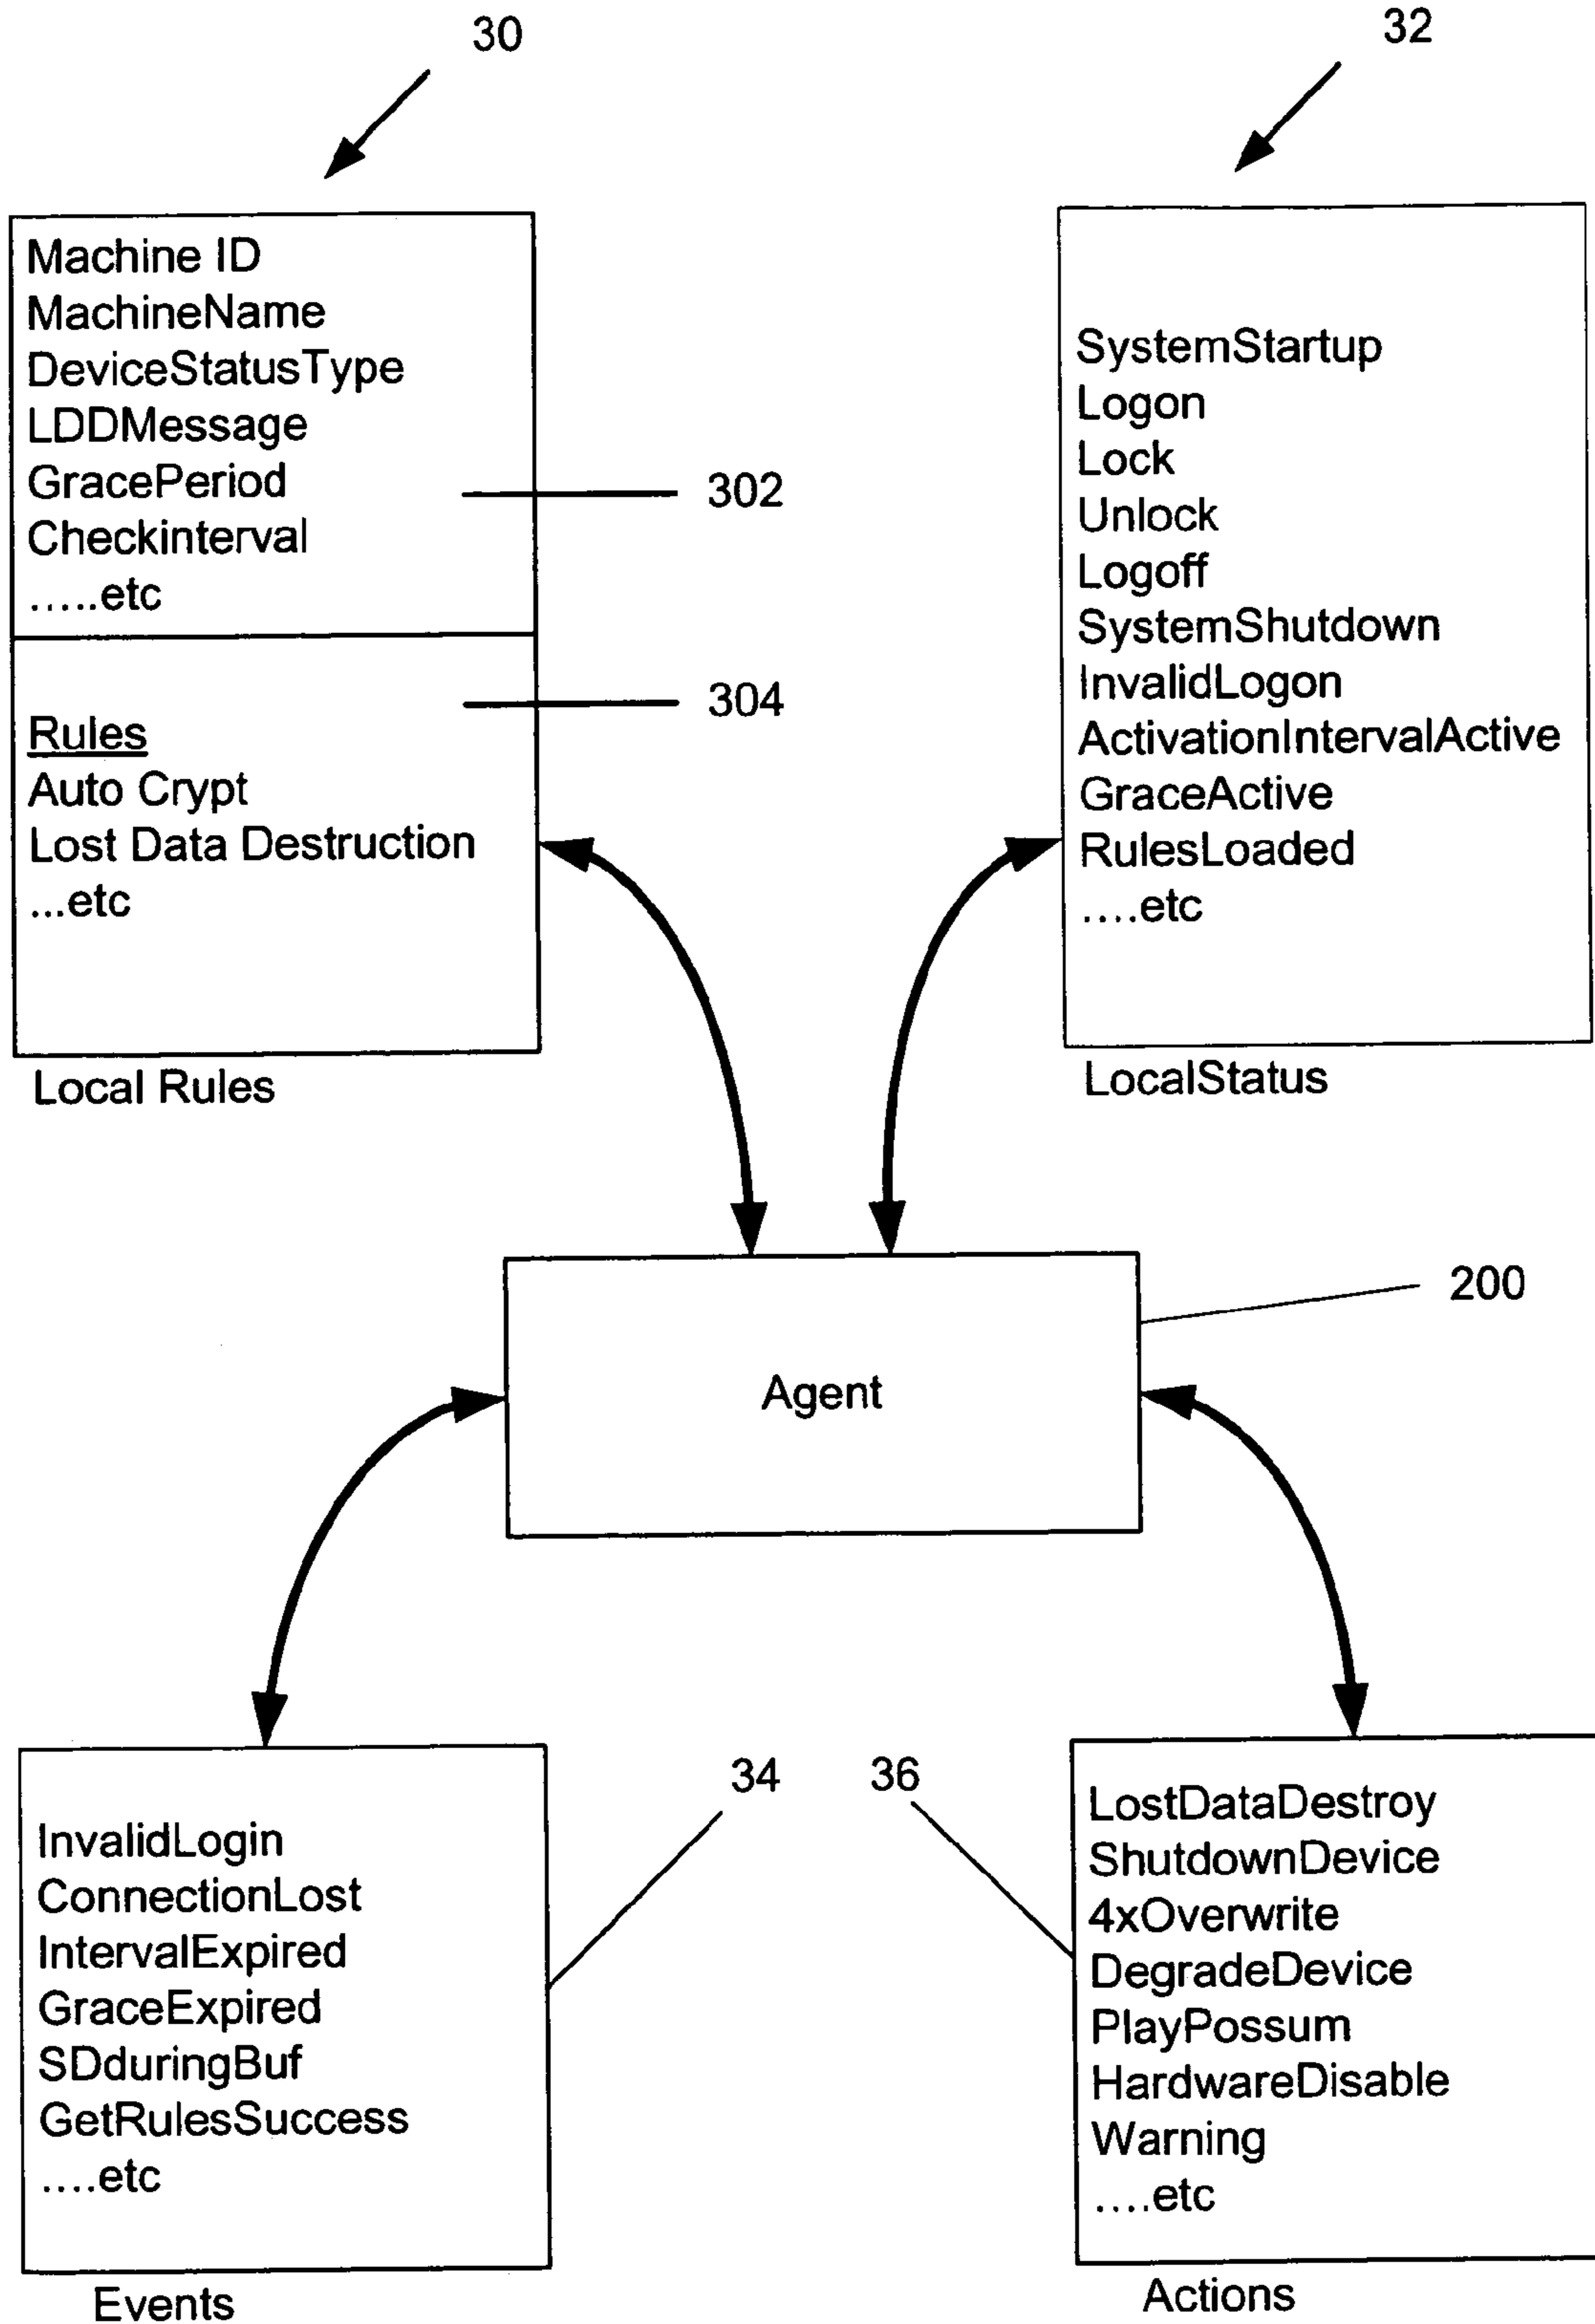 30
32
Machine ID
MachineName
DeviceStatusType
LDDMessage
GracePeriod
Checkinterval
.....etc
302
304
Rules
Auto Crypt
Lost Data Destruction
...etc
Local Rules
SystemStartup
Logon
Lock
Unlock
Logoff
SystemShutdown
InvalidLogon
ActivationIntervalActive
GraceActive
RulesLoaded
....etc
LocalStatus
Agent
200
InvalidLogin
ConnectionLost
IntervalExpired
GraceExpired
SDduringBuf
GetRulesSuccess
....etc
Events
34
36
LostDataDestroy
ShutdownDevice
4xOverwrite
DegradeDevice
PlayPossum
HardwareDisable
Warning
....etc
Actions